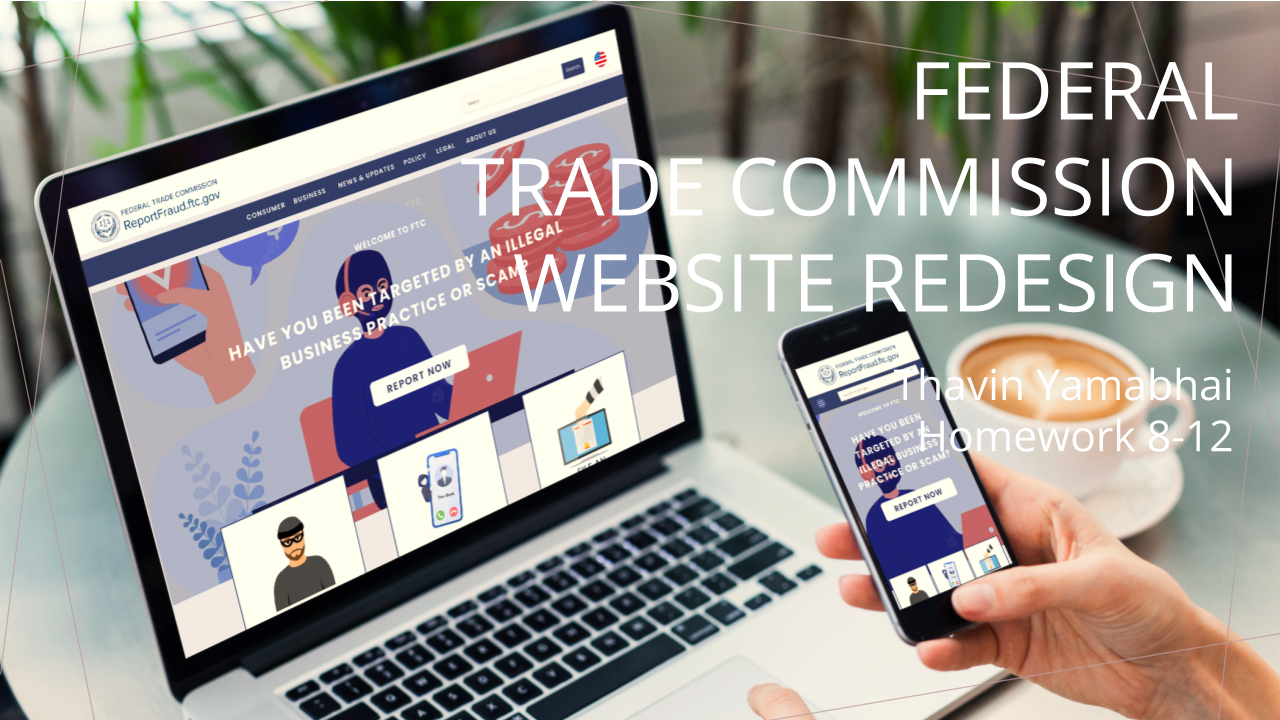 FEDERAL
TRADE COMMISSION
WEBSITE REDESIGN
Thavin Yamabhai
Homework 8-12
Search
SEARCH
FEDERAL TRADE COMMISSION
ReportFraud.ftc.gov
CONSUMER BUSINESS NEWS & UPDATES POLICY LEGAL ABOUT US
WELCOME TO FTC
HAVE YOU BEEN TARGETED BY AN ILLEGAL
BUSINESS PRACTICE OR SCAM?
REPORT NOW
FEDERAL TRADE COMMISSION
ReportFraud.ftc.gov
WELCOME TO FTC
HAVE YOU BEEN
TARGETED BY AN
ILLEGAL BUSINESS
PRACTICE OR SCAM?
REPORT NOW